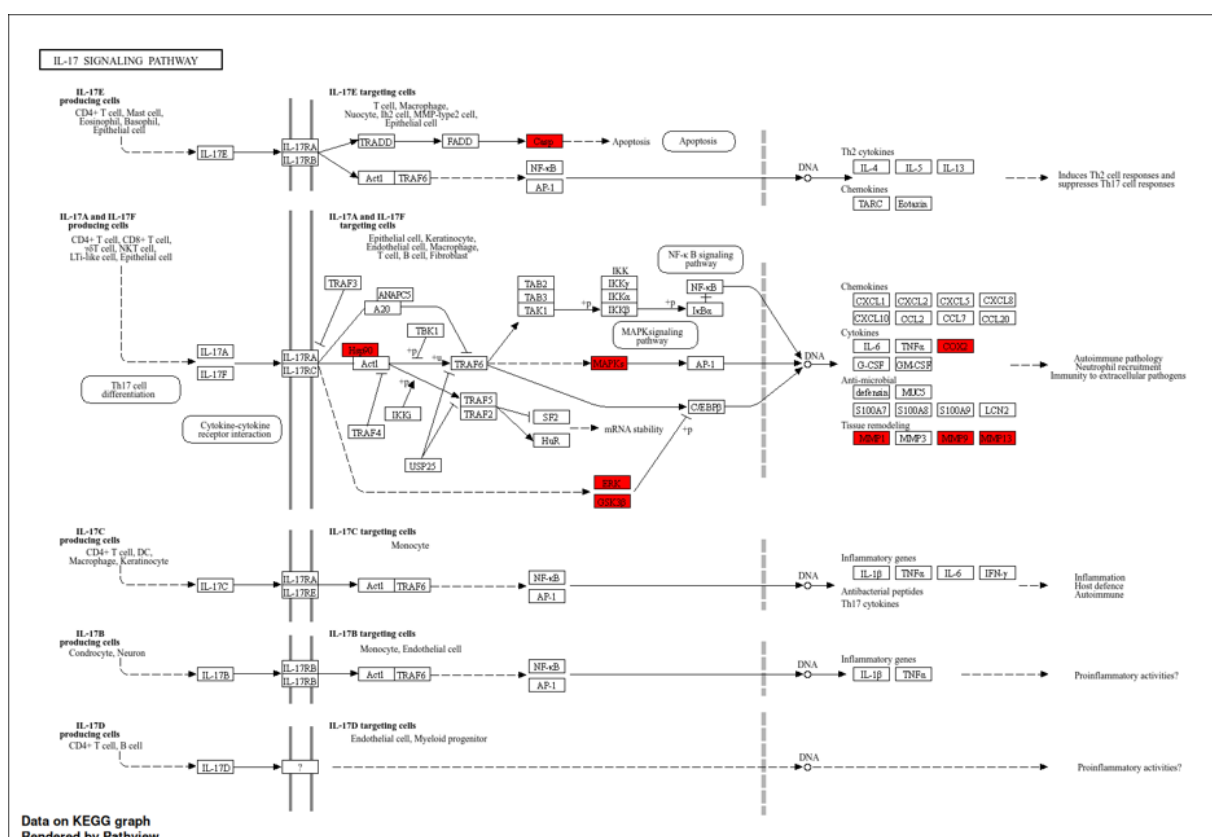 IL-17 SIGNALING PATHWAY
IL-17E
producing cells
CD4+ T cell, Mast cell,
Eosinophil, Basophil,
Epithelial cell
IL-17E
IL-17RA
IL-17RB
IL-17E targeting cells
T cell, Macrophage,
Nuocyte, Ih2 cell, MMP-type2 cell,
Epithelial cell
TRADD
FADD
Casp
Apoptosis
Apoptosis
Act1
TRAF6
NF-κB
AP-1
DNA
Th2 cytokines
IL-4
IL-5
IL-13
Chemokines
TARC
Eotaxin
Induces Th2 cell responses and
suppresses Th17 cell responses
IL-17A and IL-17F
producing cells
CD4+ T cell, CD8+ T cell,
γδT cell, NKT cell,
LTi-like cell, Epithelial cell
IL-17A
IL-17F
Th17 cell
differentiation
Cytokine-cytokine
receptor interaction
IL-17RA
IL-17RC
IL-17A and IL-17F
targeting cells
Epithelial cell, Keratinocyte,
Endothelial cell, Macrophage,
T cell, B cell, Fibroblast
TRAF3
ANAPC5
A20
TBK1
Hsp90
Act1
+p
+u
TRAF6
+p
IKKi
TRAF4
TRAF5
TRAF2
USP25
SF2
HuR
mRNA stability
TAB2
TAB3
TAK1
+p
IKK
IKKγ
IKKα
IKKβ
+p
NF-κB
IκBα
NF-κ B signaling
pathway
MAPKsignaling
pathway
MAPKs
AP-1
C/EBPβ
+p
ERK
GSK3β
DNA
Chemokines
CXCL1
CXCL2
CXCL5
CXCL8
CXCL10
CCL2
CCL7
CCL20
Cytokines
IL-6
TNFα
COX2
G-CSF
GM-CSF
Anti-microbial
defensin
MUC5
S100A7
S100A8
S100A9
LCN2
Tissue remodeling
MMP1
MMP3
MMP9
MMP13
Autoimmune pathology
Neutrophil recruitment
Immunity to extracellular pathogens
IL-17C
producing cells
CD4+ T cell, DC,
Macrophage, Keratinocyte
IL-17C
IL-17RA
IL-17RE
IL-17C targeting cells
Monocyte
Act1
TRAF6
NF-κB
AP-1
DNA
Inflammatory genes
IL-1β
TNFα
IL-6
IFN-γ
Antibacterial peptides
Th17 cytokines
Inflammation
Host defence
Autoimmune
IL-17B
producing cells
Condrocyte, Neuron
IL-17B
IL-17RB
IL-17RB
IL-17B targeting cells
Monocyte, Endothelial cell
Act1
TRAF6
NF-κB
AP-1
DNA
Inflammatory genes
IL-1β
TNFα
Proinflammatory activities?
IL-17D
producing cells
CD4+ T cell, B cell
IL-17D
?
IL-17D targeting cells
Endothelial cell, Myeloid progenitor
DNA
Proinflammatory activities?
Data on KEGG graph
Rendered by Pathview